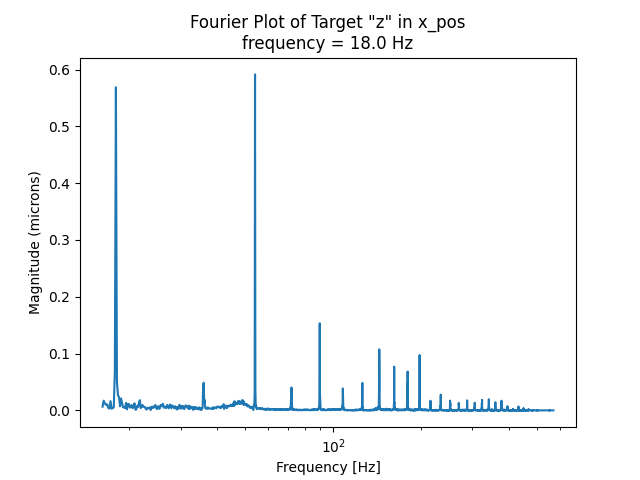 Fourier Plot of Target "z" in x_pos
frequency = 18.0 Hz
0.6
0.5
0.4
0.3
0.2
0.1
0.0
Magnitude (microns)
10²
Frequency [Hz]